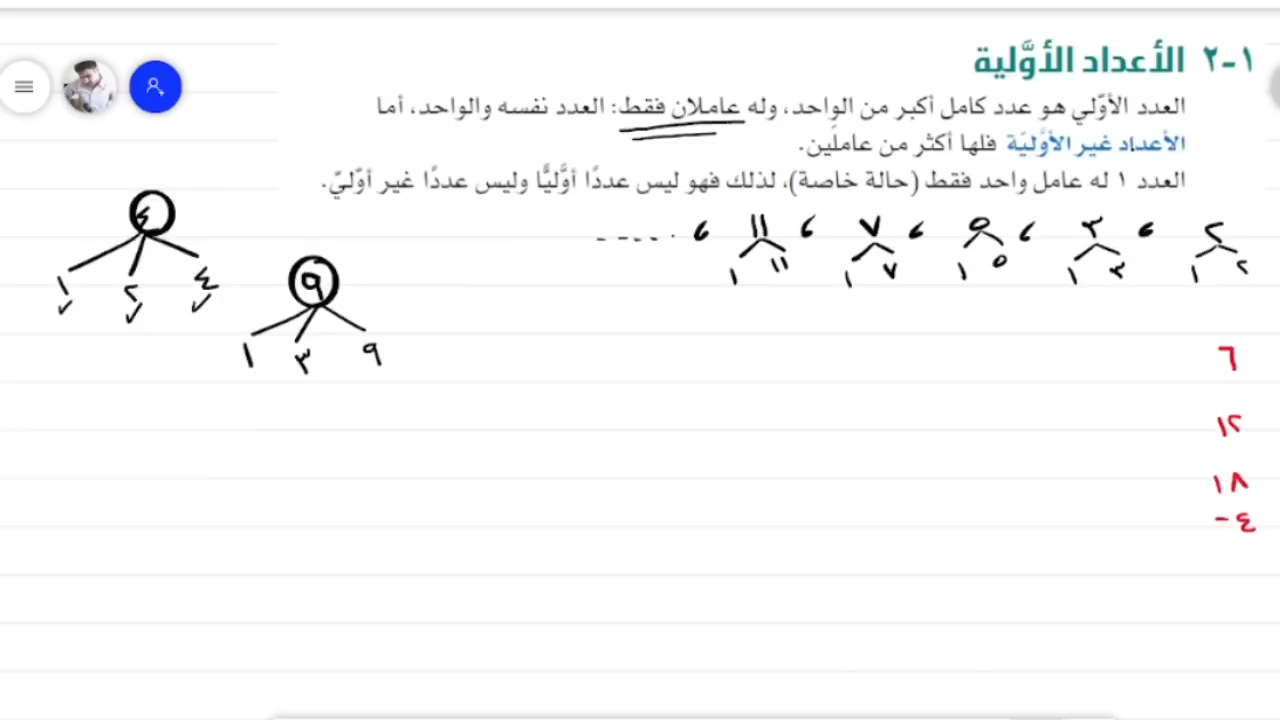 ٢-١ الأعداد الأوَّلية
العدد الأوّلي هو عدد كامل أكبر من الواحد، وله عاملان فقط: العدد نفسه والواحد، أما
الأعداد غير الأوَّليّة فلها أكثر من عاملَين.
العدد ١ له عامل واحد فقط (حالة خاصة)، لذلك فهو ليس عددًا أوَّليًّا وليس عددًا غير أوّليّ.
٢ ، ٣ ، ٥ ، ٧ ، ١١ ، .....
١ ٢ ١ ٣ ١ ٥ ١ ٧ ١ ١١
٤
١ ٢ ٤
٩
١ ٣ ٩
٦
١٢
١٨
-٤